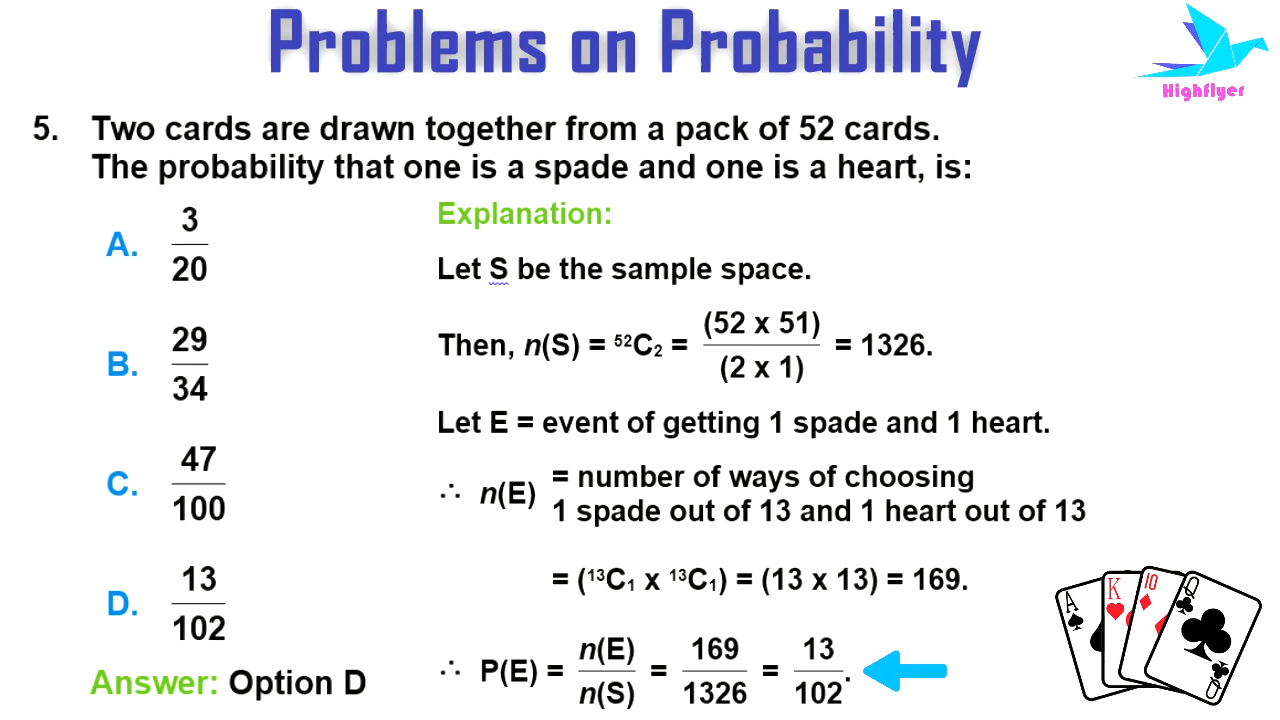 Problems on Probability
Highflyer
5. Two cards are drawn together from a pack of 52 cards.
The probability that one is a spade and one is a heart, is:
A. 3/20
B. 29/34
C. 47/100
D. 13/102
Answer: Option D
Explanation:
Let S be the sample space.
Then, n(S) = ⁵²C₂ = (52 x 51)/(2 x 1) = 1326.
Let E = event of getting 1 spade and 1 heart.
∴ n(E) = number of ways of choosing
1 spade out of 13 and 1 heart out of 13
= (¹³C₁ x ¹³C₁) = (13 x 13) = 169.
∴ P(E) = n(E)/n(S) = 169/1326 = 13/102.
A K 10 Q Q